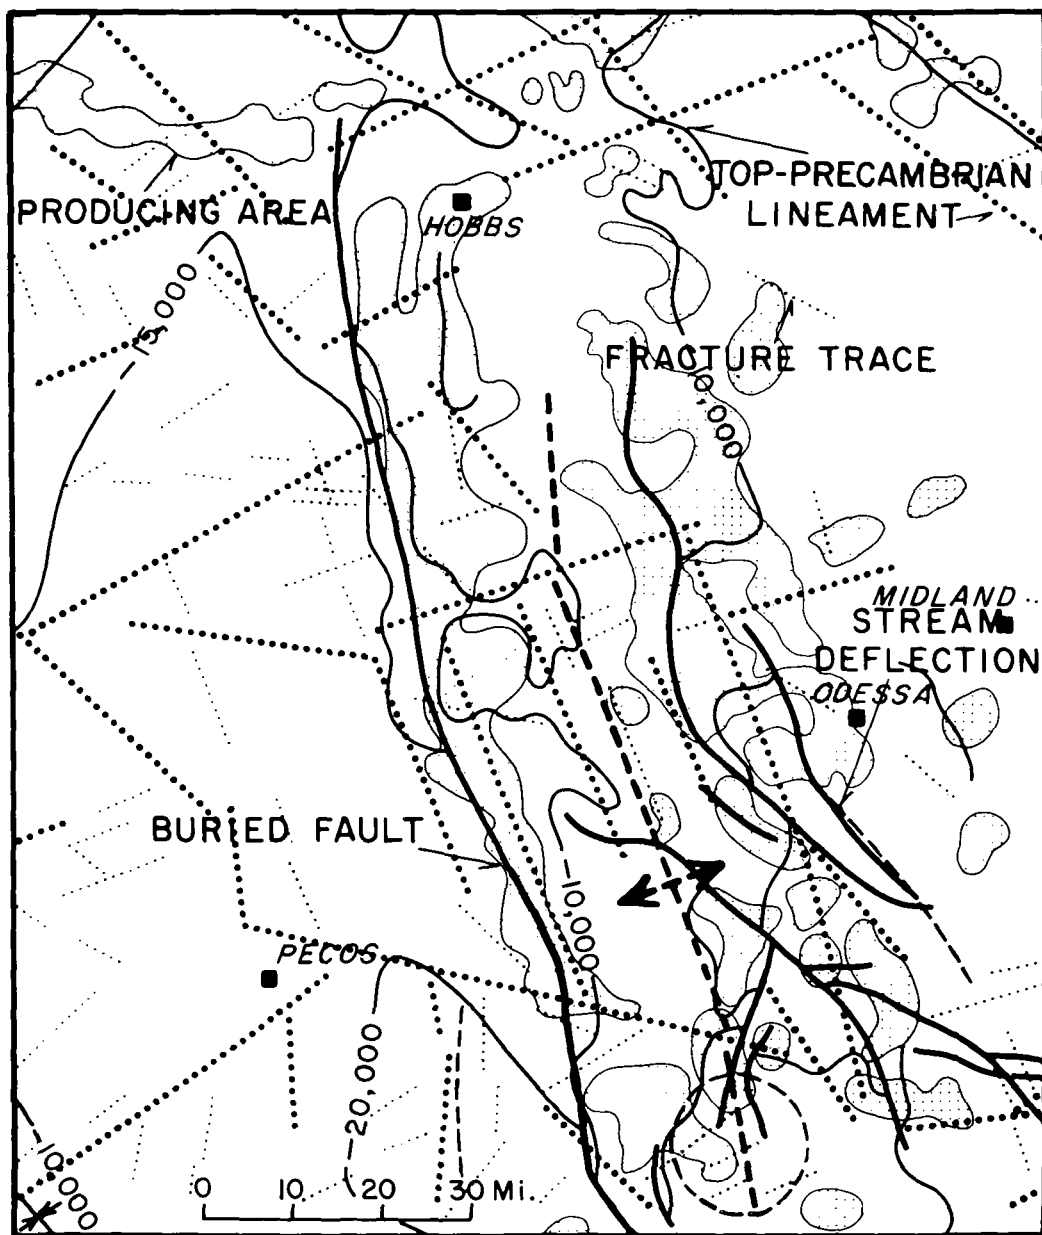 TOP-PRECAMBRIAN
LINEAMENT
PRODUCING AREA
HOBBS
-15,000
FRACTURE TRACE
-10,000
MIDLAND
STREAM
DEFLECTION
ODESSA
BURIED FAULT
-10,000
PECOS
-20,000
-10,000
0 10 20 30 Mi.